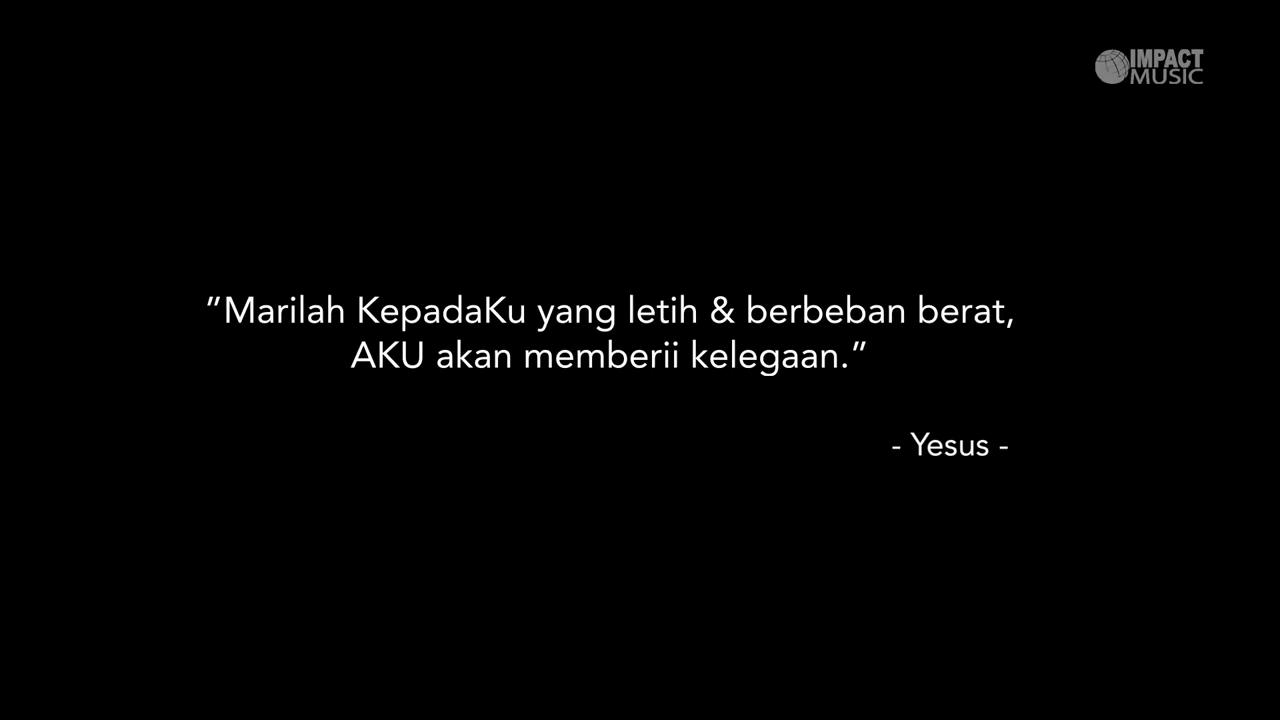 IMPACT
MUSIC
”Marilah KepadaKu yang letih & berbeban berat,
AKU akan memberii kelegaan.”
- Yesus -